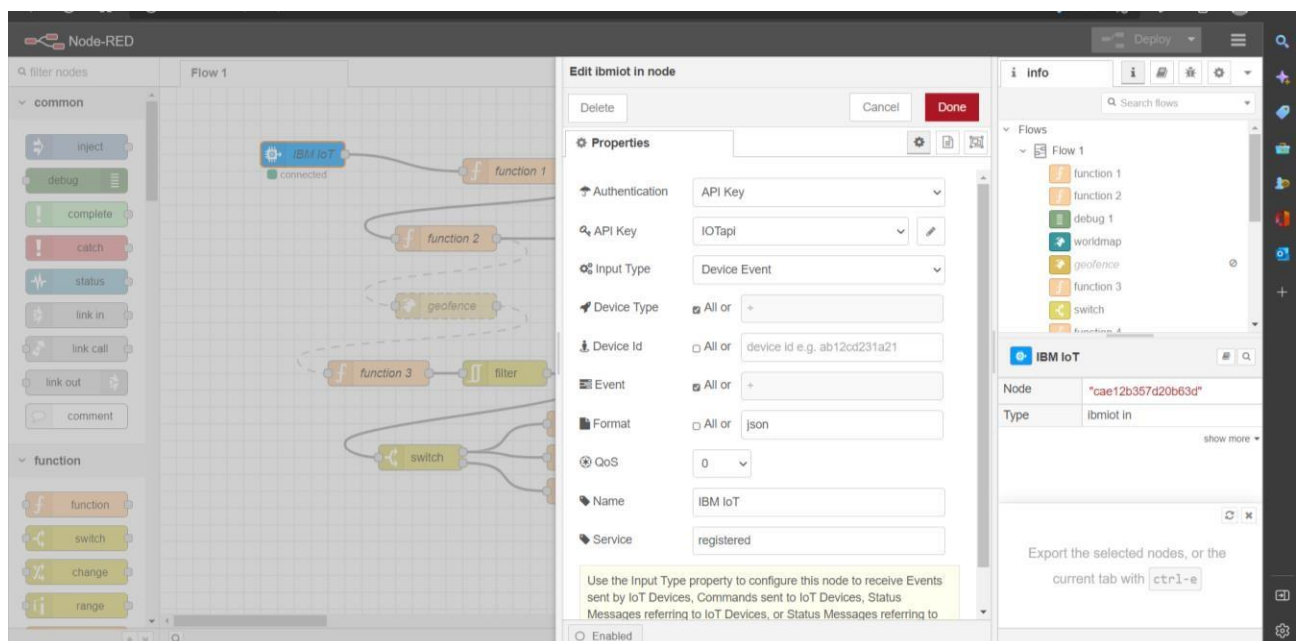 Node-RED
Deploy
filter nodes
Flow 1
common
inject
debug
complete
catch
status
link in
link call
link out
comment
function
function
switch
change
range
IBM IoT
connected
function 1
function 2
geofence
function 3
filter
switch
Edit ibmiot in node
Delete
Cancel
Done
Properties
Authentication
API Key
API Key
IOTapi
Input Type
Device Event
Device Type
All or
+
Device Id
All or
device id e.g. ab12cd231a21
Event
All or
+
Format
All or
json
QoS
0
Name
IBM IoT
Service
registered
Use the Input Type property to configure this node to receive Events
sent by IoT Devices, Commands sent to IoT Devices, Status
Messages referring to IoT Devices, or Status Messages referring to
Enabled
info
Search flows
Flows
Flow 1
function 1
function 2
debug 1
worldmap
geofence
function 3
switch
function 4
IBM IoT
Node
"cae12b357d20b63d"
Type
ibmiot in
show more
Export the selected nodes, or the
current tab with ctrl-e